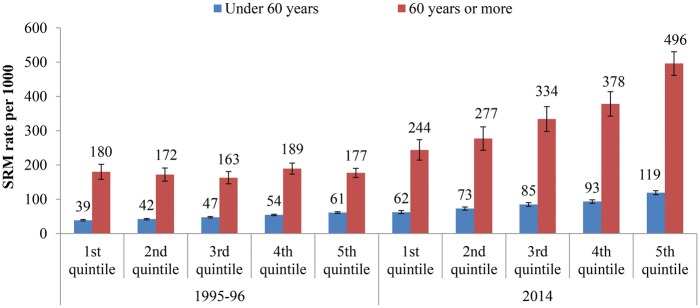 Under 60 years 60 years or more
SRM rate per 1000
600
500
400
300
200
100
0
180 172 163 189 177 244 277 334 378 496
39 42 47 54 61 62 73 85 93 119
1st 2nd 3rd 4th 5th 1st 2nd 3rd 4th 5th
quintile quintile quintile quintile quintile quintile quintile quintile quintile quintile
1995-96 2014